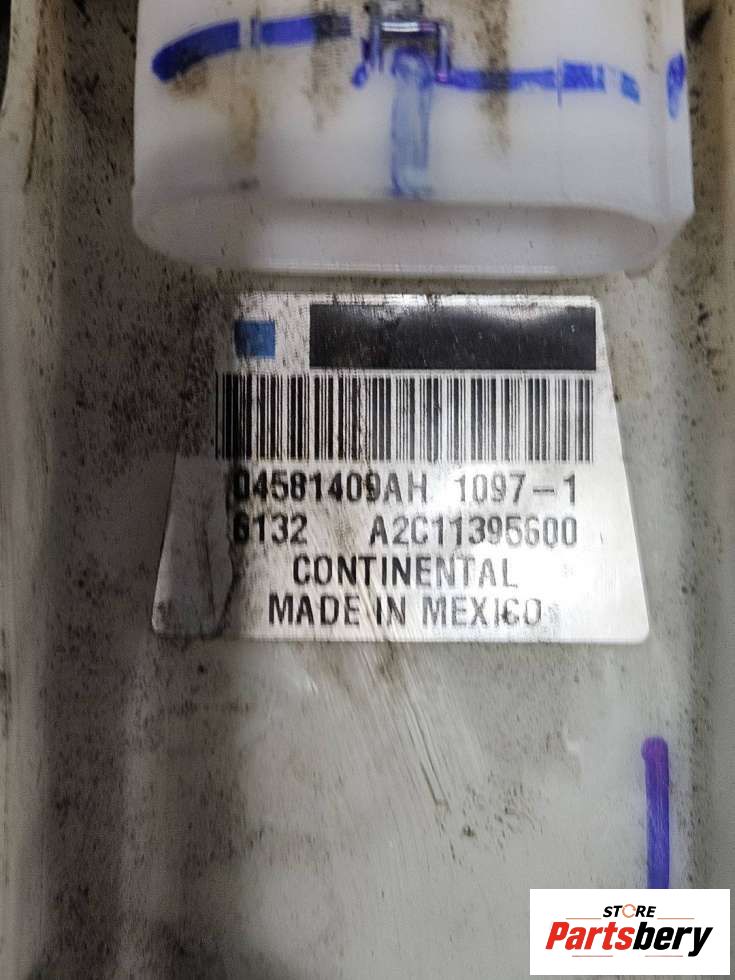 04581409AH 1097-1
6132 A2C11395600
CONTINENTAL
MADE IN MEXICO
STORE
Partsbery